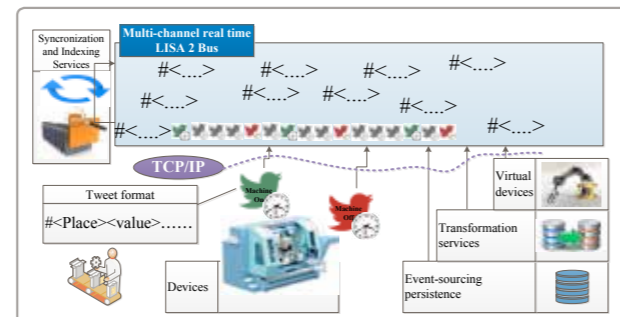 Syncronization
and Indexing
Services
Multi-channel real time
LISA 2 Bus
#<....>
#<....>
#<....>
#<....>
#<....>
#<....>
#<....>
#<....>
#<....>
#<....>
TCP/IP
Tweet format
#<Place><value>......
Machine
On
Machine
Off
Virtual
devices
Transformation
services
Devices
Event-sourcing
persistence